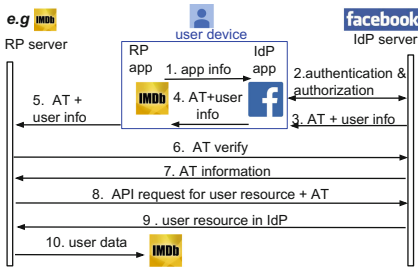 e.g IMDb
facebook
RP server
user device
IdP server
RP app
IdP app
1. app info
2.authentication & authorization
IMDb
4. AT+user info
f
5. AT + user info
3. AT + user info
6. AT verify
7. AT information
8. API request for user resource + AT
9 . user resource in IdP
10. user data
IMDb